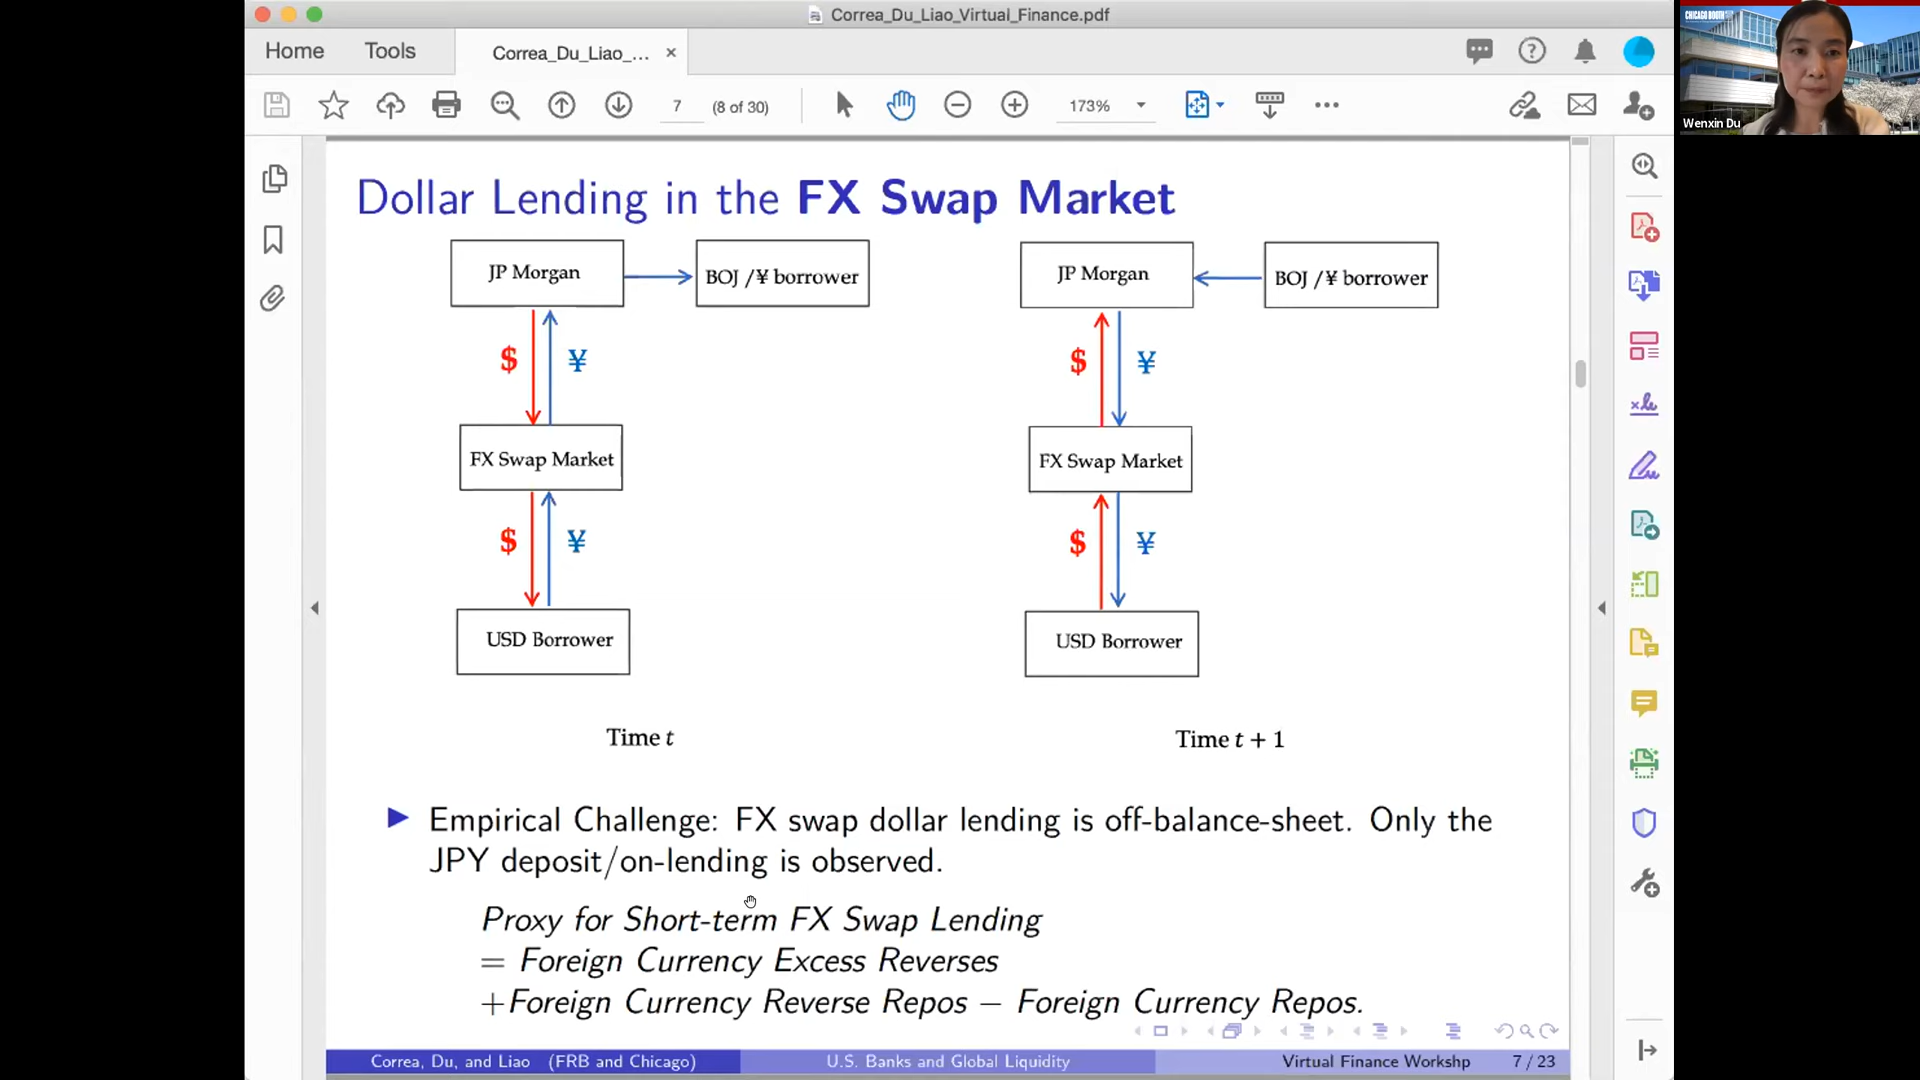 Correa_Du_Liao_Virtual_Finance.pdf
Home
Tools
Correa_Du_Liao_...
7
(8 of 30)
173%
CHICAGO BOOTH
Wenxin Du
Dollar Lending in the FX Swap Market
JP Morgan
BOJ /¥ borrower
$
¥
FX Swap Market
$
¥
USD Borrower
Time t
JP Morgan
BOJ /¥ borrower
$
¥
FX Swap Market
$
¥
USD Borrower
Time t + 1
Empirical Challenge: FX swap dollar lending is off-balance-sheet. Only the
JPY deposit/on-lending is observed.
Proxy for Short-term FX Swap Lending
= Foreign Currency Excess Reverses
+Foreign Currency Reverse Repos − Foreign Currency Repos.
Correa, Du, and Liao (FRB and Chicago)
U.S. Banks and Global Liquidity
Virtual Finance Workshp
7 / 23